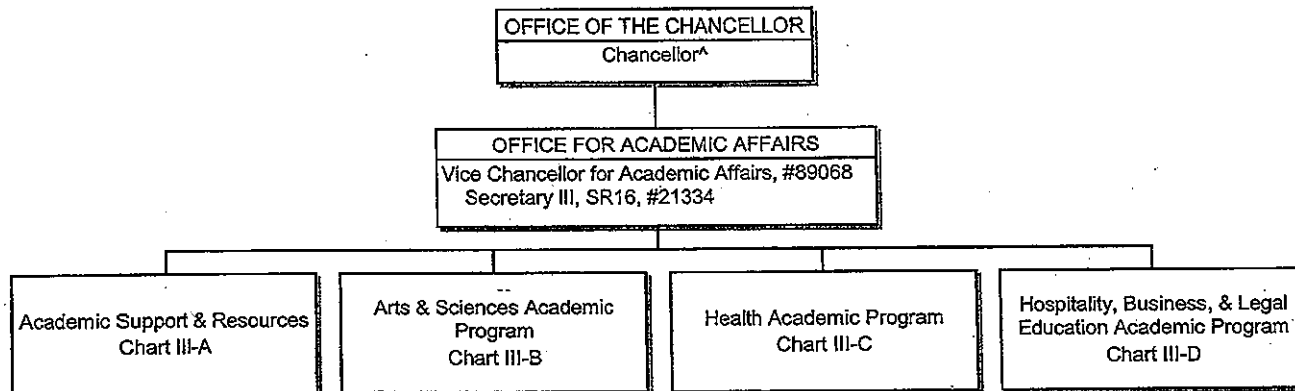 OFFICE OF THE CHANCELLOR
Chancellor^
OFFICE FOR ACADEMIC AFFAIRS
Vice Chancellor for Academic Affairs, #89068
Secretary III, SR16, #21334
Academic Support & Resources
Chart III-A
Arts & Sciences Academic
Program
Chart III-B
Health Academic Program
Chart III-C
Hospitality, Business, & Legal
Education Academic Program
Chart III-D